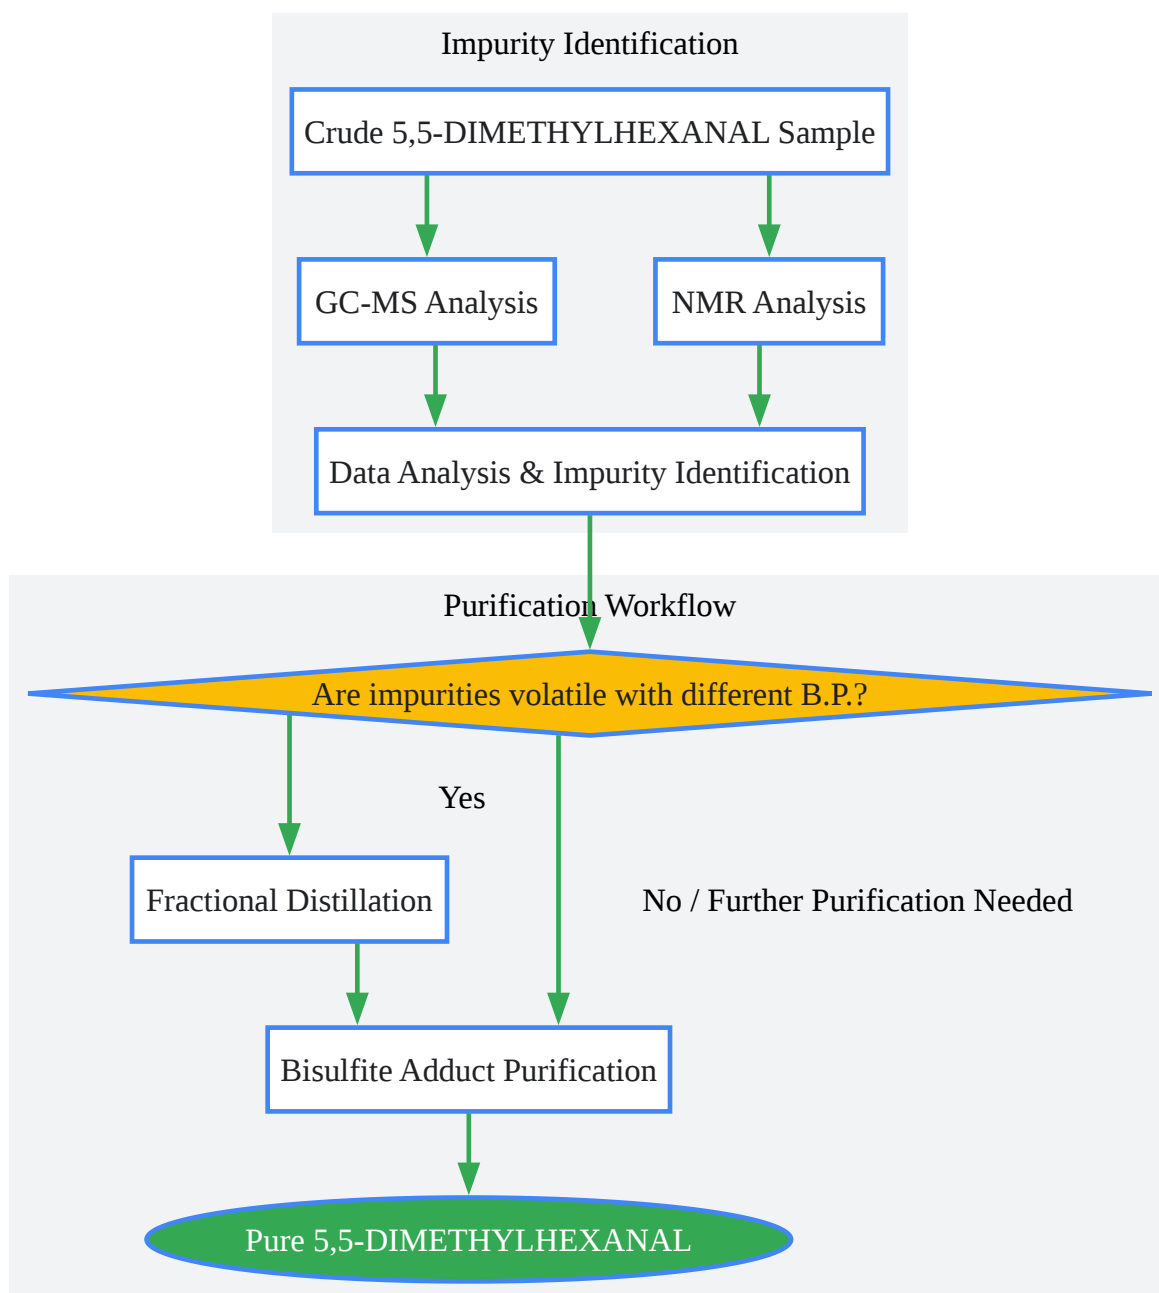 Impurity Identification
Crude 5,5-DIMETHYLHEXANAL Sample
GC-MS Analysis
NMR Analysis
Data Analysis & Impurity Identification
Purification Workflow
Are impurities volatile with different B.P.?
Yes
Fractional Distillation
No / Further Purification Needed
Bisulfite Adduct Purification
Pure 5,5-DIMETHYLHEXANAL